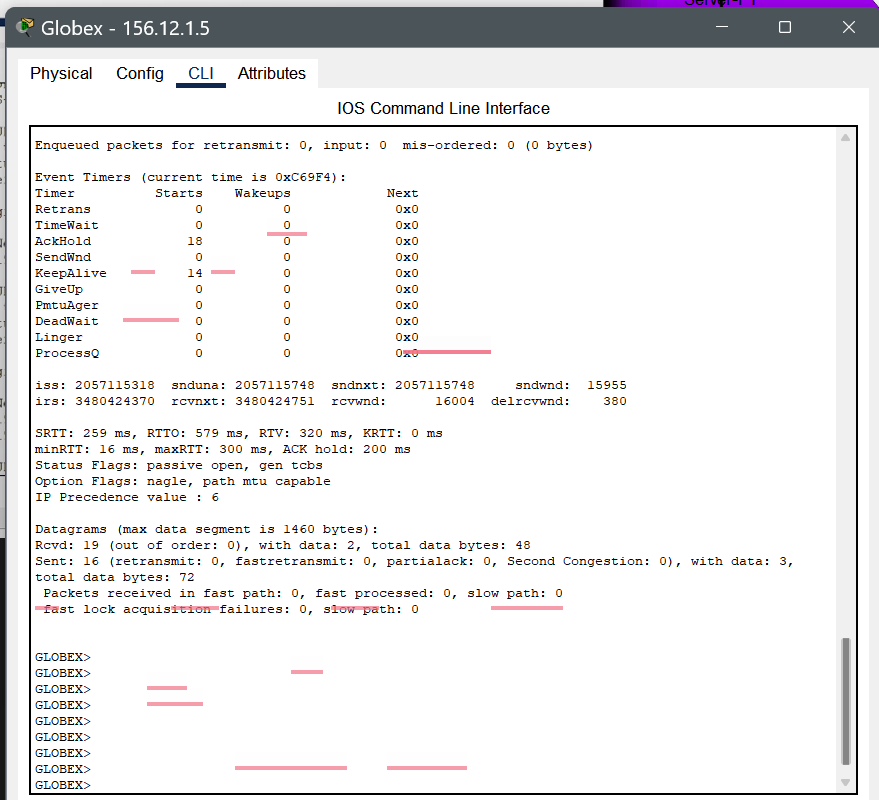 Server-PT
Globex - 156.12.1.5
Physical Config CLI Attributes
IOS Command Line Interface
Enqueued packets for retransmit: 0, input: 0 mis-ordered: 0 (0 bytes)
Event Timers (current time is 0xC69F4):
Timer Starts Wakeups Next
Retrans 0 0 0x0
TimeWait 0 0 0x0
AckHold 18 0 0x0
SendWnd 0 0 0x0
KeepAlive 14 0 0x0
GiveUp 0 0 0x0
PmtuAger 0 0 0x0
DeadWait 0 0 0x0
Linger 0 0 0x0
ProcessQ 0 0 0x0
iss: 2057115318 snduna: 2057115748 sndnxt: 2057115748 sndwnd: 15955
irs: 3480424370 rcvnxt: 3480424751 rcvwnd: 16004 delrcvwnd: 380
SRTT: 259 ms, RTTO: 579 ms, RTV: 320 ms, KRTT: 0 ms
minRTT: 16 ms, maxRTT: 300 ms, ACK hold: 200 ms
Status Flags: passive open, gen tcbs
Option Flags: nagle, path mtu capable
IP Precedence value : 6
Datagrams (max data segment is 1460 bytes):
Rcvd: 19 (out of order: 0), with data: 2, total data bytes: 48
Sent: 16 (retransmit: 0, fastretransmit: 0, partialack: 0, Second Congestion: 0), with data: 3,
total data bytes: 72
Packets received in fast path: 0, fast processed: 0, slow path: 0
fast lock acquisition failures: 0, slow path: 0
GLOBEX>
GLOBEX>
GLOBEX>
GLOBEX>
GLOBEX>
GLOBEX>
GLOBEX>
GLOBEX>
GLOBEX>